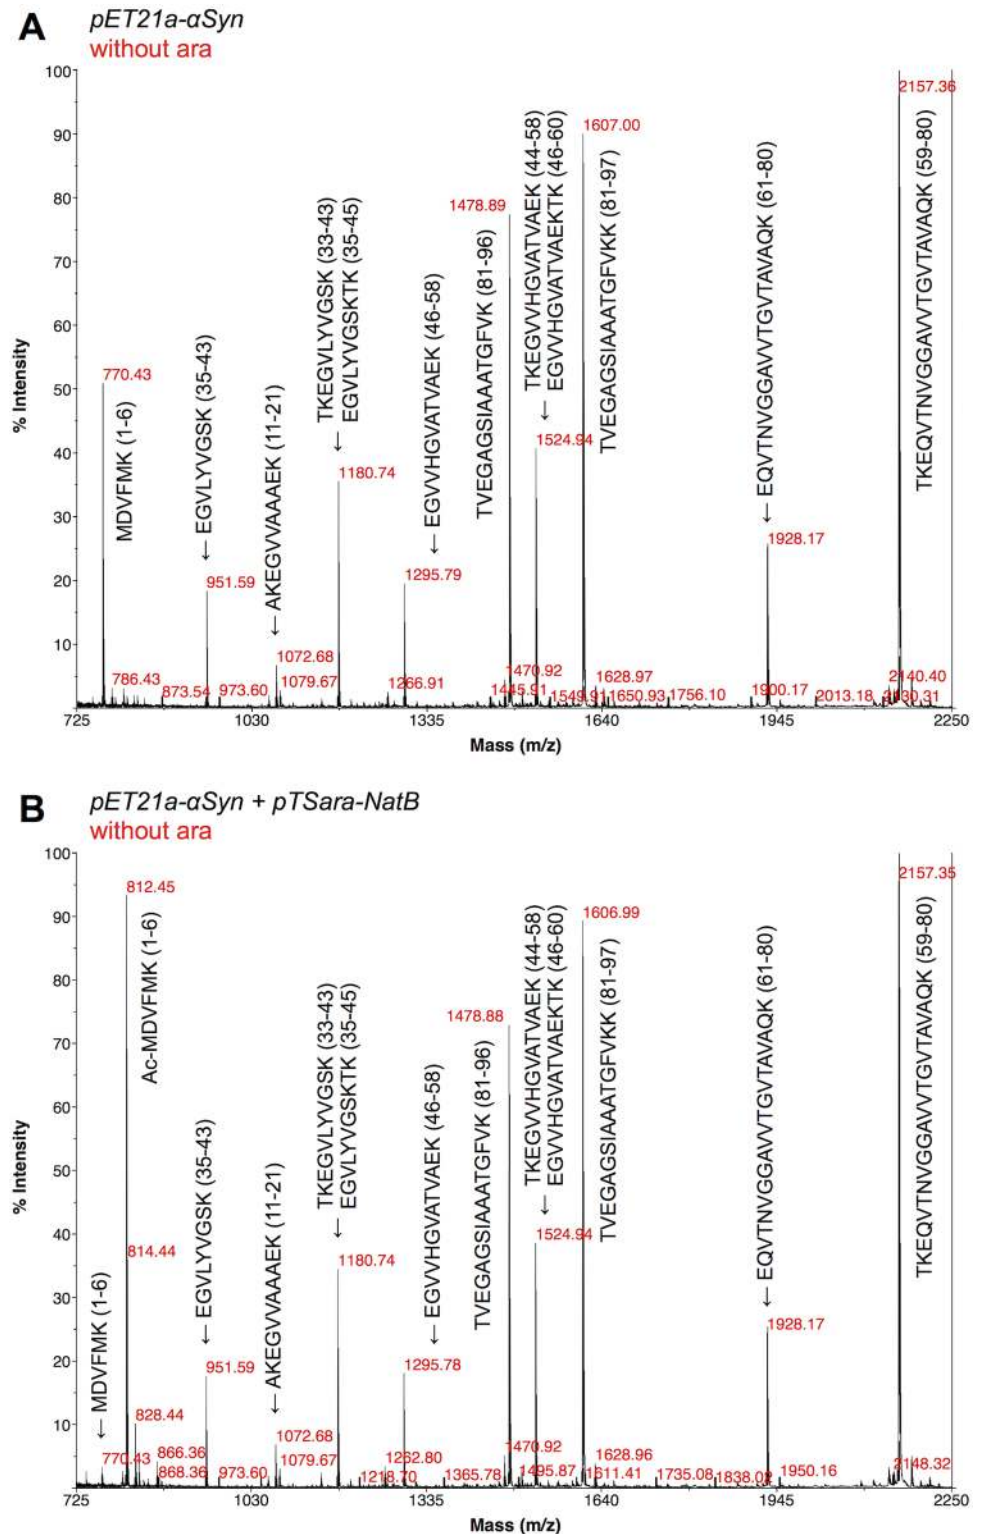 A
pET21a-αSyn
without ara
100
90
80
70
60
50
40
30
20
10
% Intensity
770.43
MDVFMK (1-6)
786.43
873.54
EGVLYVGSK (35-43)
951.59
973.60
AKEGVVAAAEK (11-21)
1072.68
1079.67
TKEGVLYVGSK (33-43)
EGVLYVGSKTK (35-45)
1180.74
1266.91
EGVVHGVATVAEK (46-58)
1295.79
1445.91
1470.92
TVEGAGSIAAATGFVK (81-96)
1478.89
TKEGVVHGVATVAEK (44-58)
EGVVHGVATVAEKTK (46-60)
1524.94
1549.91
1607.00
TVEGAGSIAAATGFVKK (81-97)
1628.97
1650.93
1756.10
1900.17
EQVTNVGGAVVTGVTAVAQK (61-80)
1928.17
2013.18
2140.40
2157.36
TKEQVTNVGGAVVTGVTAVAQK (59-80)
725
1030
1335
1640
1945
2250
Mass (m/z)
B
pET21a-αSyn + pTSara-NatB
without ara
100
90
80
70
60
50
40
30
20
10
% Intensity
MDVFMK (1-6)
770.43
812.45
Ac-MDVFMK (1-6)
814.44
828.44
866.36
868.36
EGVLYVGSK (35-43)
951.59
973.60
AKEGVVAAAEK (11-21)
1072.68
1079.67
TKEGVLYVGSK (33-43)
EGVLYVGSKTK (35-45)
1180.74
1218.70
1262.80
EGVVHGVATVAEK (46-58)
1295.78
1365.78
1470.92
TVEGAGSIAAATGFVK (81-96)
1478.88
1495.87
TKEGVVHGVATVAEK (44-58)
EGVVHGVATVAEKTK (46-60)
1524.94
1606.99
TVEGAGSIAAATGFVKK (81-97)
1611.41
1628.96
1735.08
1838.02
EQVTNVGGAVVTGVTAVAQK (61-80)
1928.17
1950.16
2148.32
2157.35
TKEQVTNVGGAVVTGVTAVAQK (59-80)
725
1030
1335
1640
1945
2250
Mass (m/z)